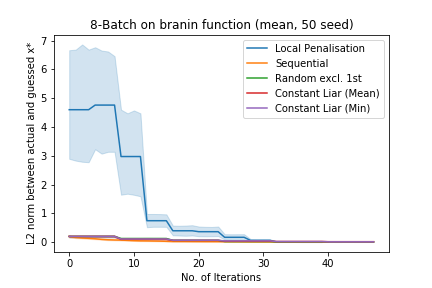 8-Batch on branin function (mean, 50 seed)
L2 norm between actual and guessed x*
7
6
5
4
3
2
1
0
Local Penalisation
Sequential
Random excl. 1st
Constant Liar (Mean)
Constant Liar (Min)
0 10 20 30 40
No. of Iterations